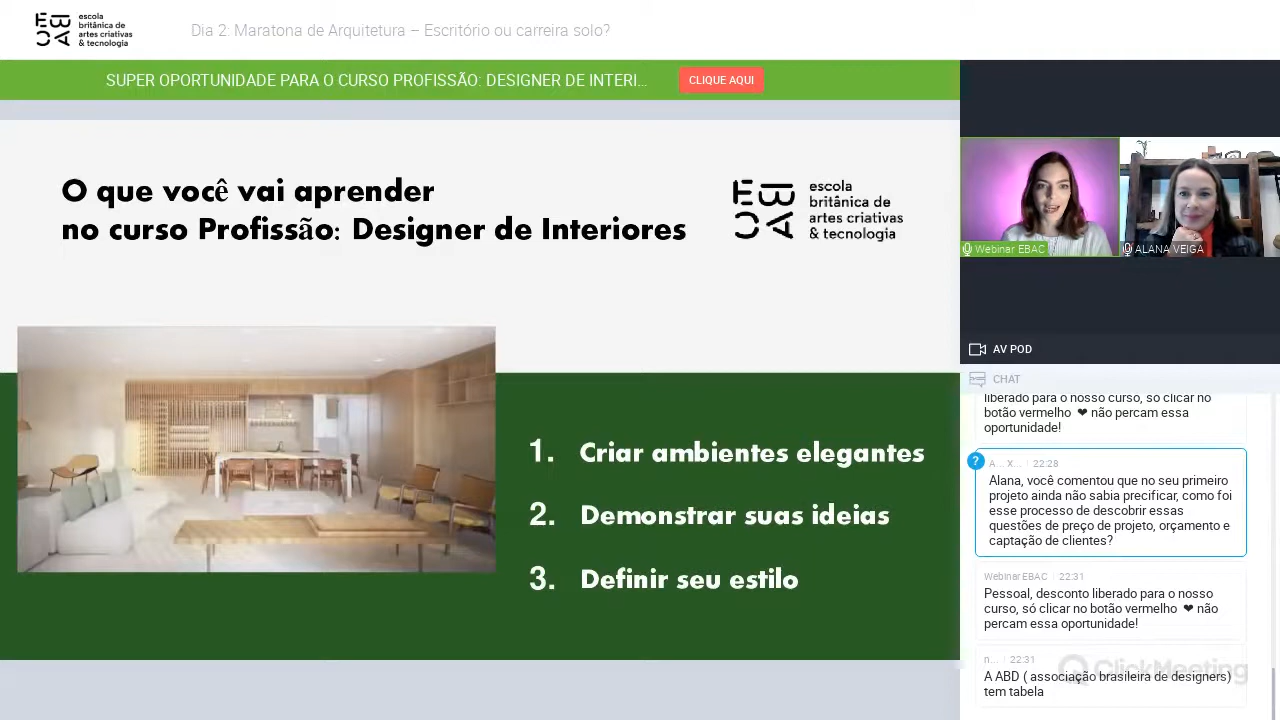 escola
britânica de
artes criativas
& tecnologia
Dia 2: Maratona de Arquitetura – Escritório ou carreira solo?
SUPER OPORTUNIDADE PARA O CURSO PROFISSÃO: DESIGNER DE INTERI...
CLIQUE AQUI
O que você vai aprender
no curso Profissão: Designer de Interiores
EBAC
escola
britânica de
artes criativas
& tecnologia
1. Criar ambientes elegantes
2. Demonstrar suas ideias
3. Definir seu estilo
Webinar EBAC
ALANA VEIGA
AV POD
CHAT
liberado para o nosso curso, só clicar no
botão vermelho ❤ não percam essa
oportunidade!
?
A... X... 22:28
Alana, você comentou que no seu primeiro
projeto ainda não sabia precificar, como foi
esse processo de descobrir essas
questões de preço de projeto, orçamento e
captação de clientes?
Webinar EBAC 22:31
Pessoal, desconto liberado para o nosso
curso, só clicar no botão vermelho ❤ não
percam essa oportunidade!
n... 22:31
A ABD ( associação brasileira de designers)
tem tabela
ClickMeeting